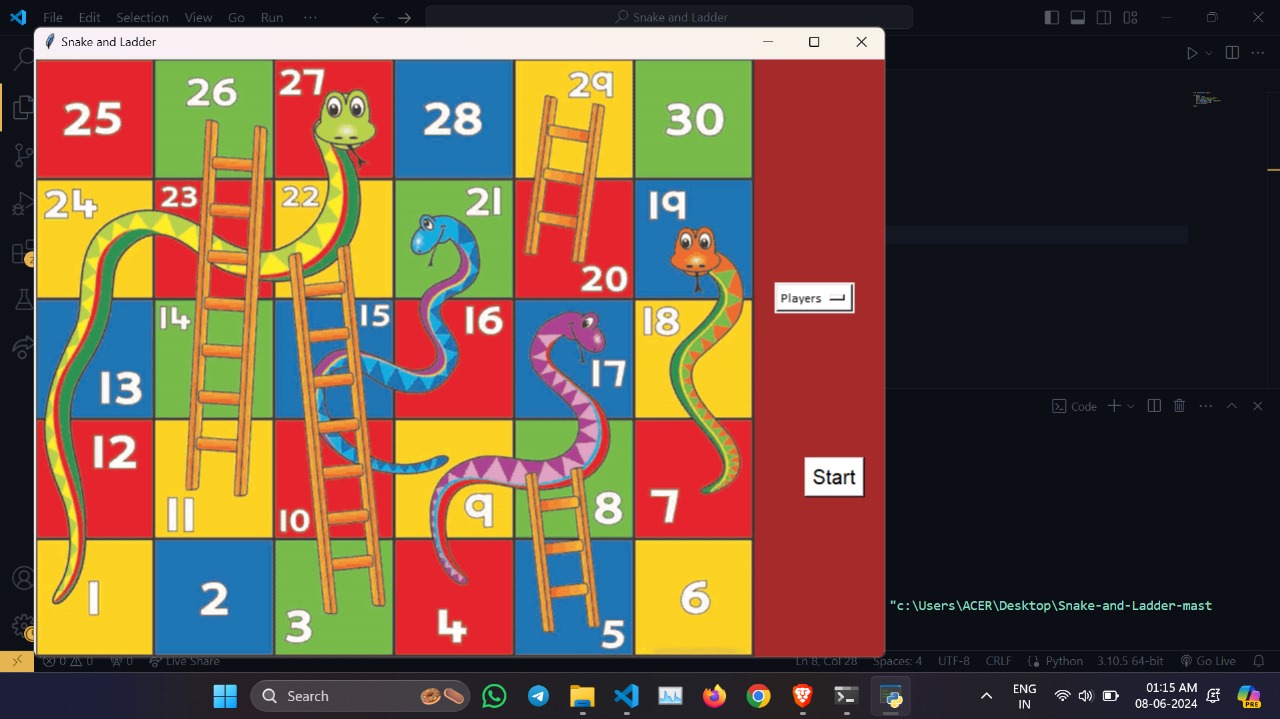 File Edit Selection View Go Run ···
Snake and Ladder
Snake and Ladder
25 26 27 28 29 30
24 23 22 21 20 19
13 14 15 16 17 18
12 11 10 9 8 7
1 2 3 4 5 6
Players
Start
Code
"c:\Users\ACER\Desktop\Snake-and-Ladder-mast
0 0 0 Live Share
Ln 8, Col 28 Spaces: 4 UTF-8 CRLF Python 3.10.5 64-bit Go Live
Search
ENG
IN
01:15 AM
08-06-2024
PRE